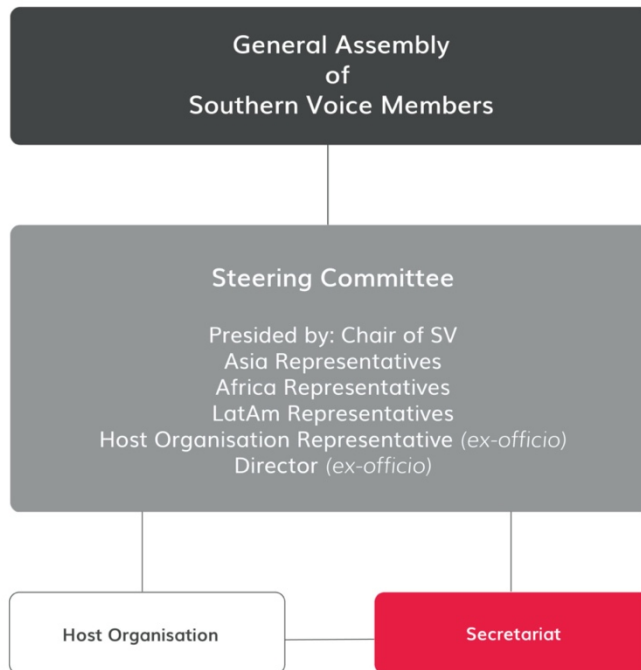 General Assembly
of
Southern Voice Members
Steering Committee
Presided by: Chair of SV
Asia Representatives
Africa Representatives
LatAm Representatives
Host Organisation Representative (ex-officio)
Director (ex-officio)
Host Organisation
Secretariat